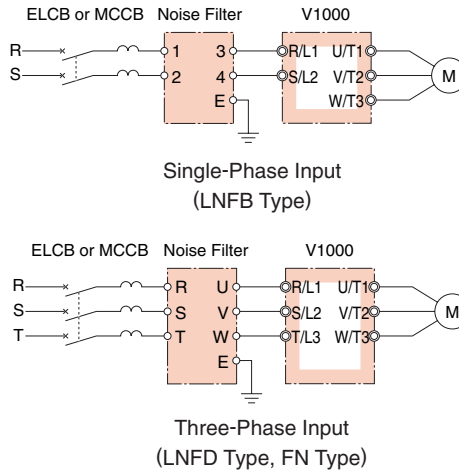 ELCB or MCCB Noise Filter V1000
R 1 3 R/L1 U/T1
S 2 4 S/L2 V/T2 M
E W/T3
Single-Phase Input
(LNFB Type)
ELCB or MCCB Noise Filter V1000
R R U R/L1 U/T1
S S V S/L2 V/T2 M
T T W T/L3 W/T3
E
Three-Phase Input
(LNFD Type, FN Type)